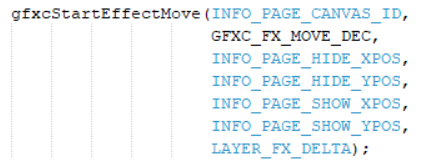 gfxcStartEffectMove(INFO_PAGE_CANVAS_ID,
GFXC_FX_MOVE_DEC,
INFO_PAGE_HIDE_XPOS,
INFO_PAGE_HIDE_YPOS,
INFO_PAGE_SHOW_XPOS,
INFO_PAGE_SHOW_YPOS,
LAYER_FX_DELTA);